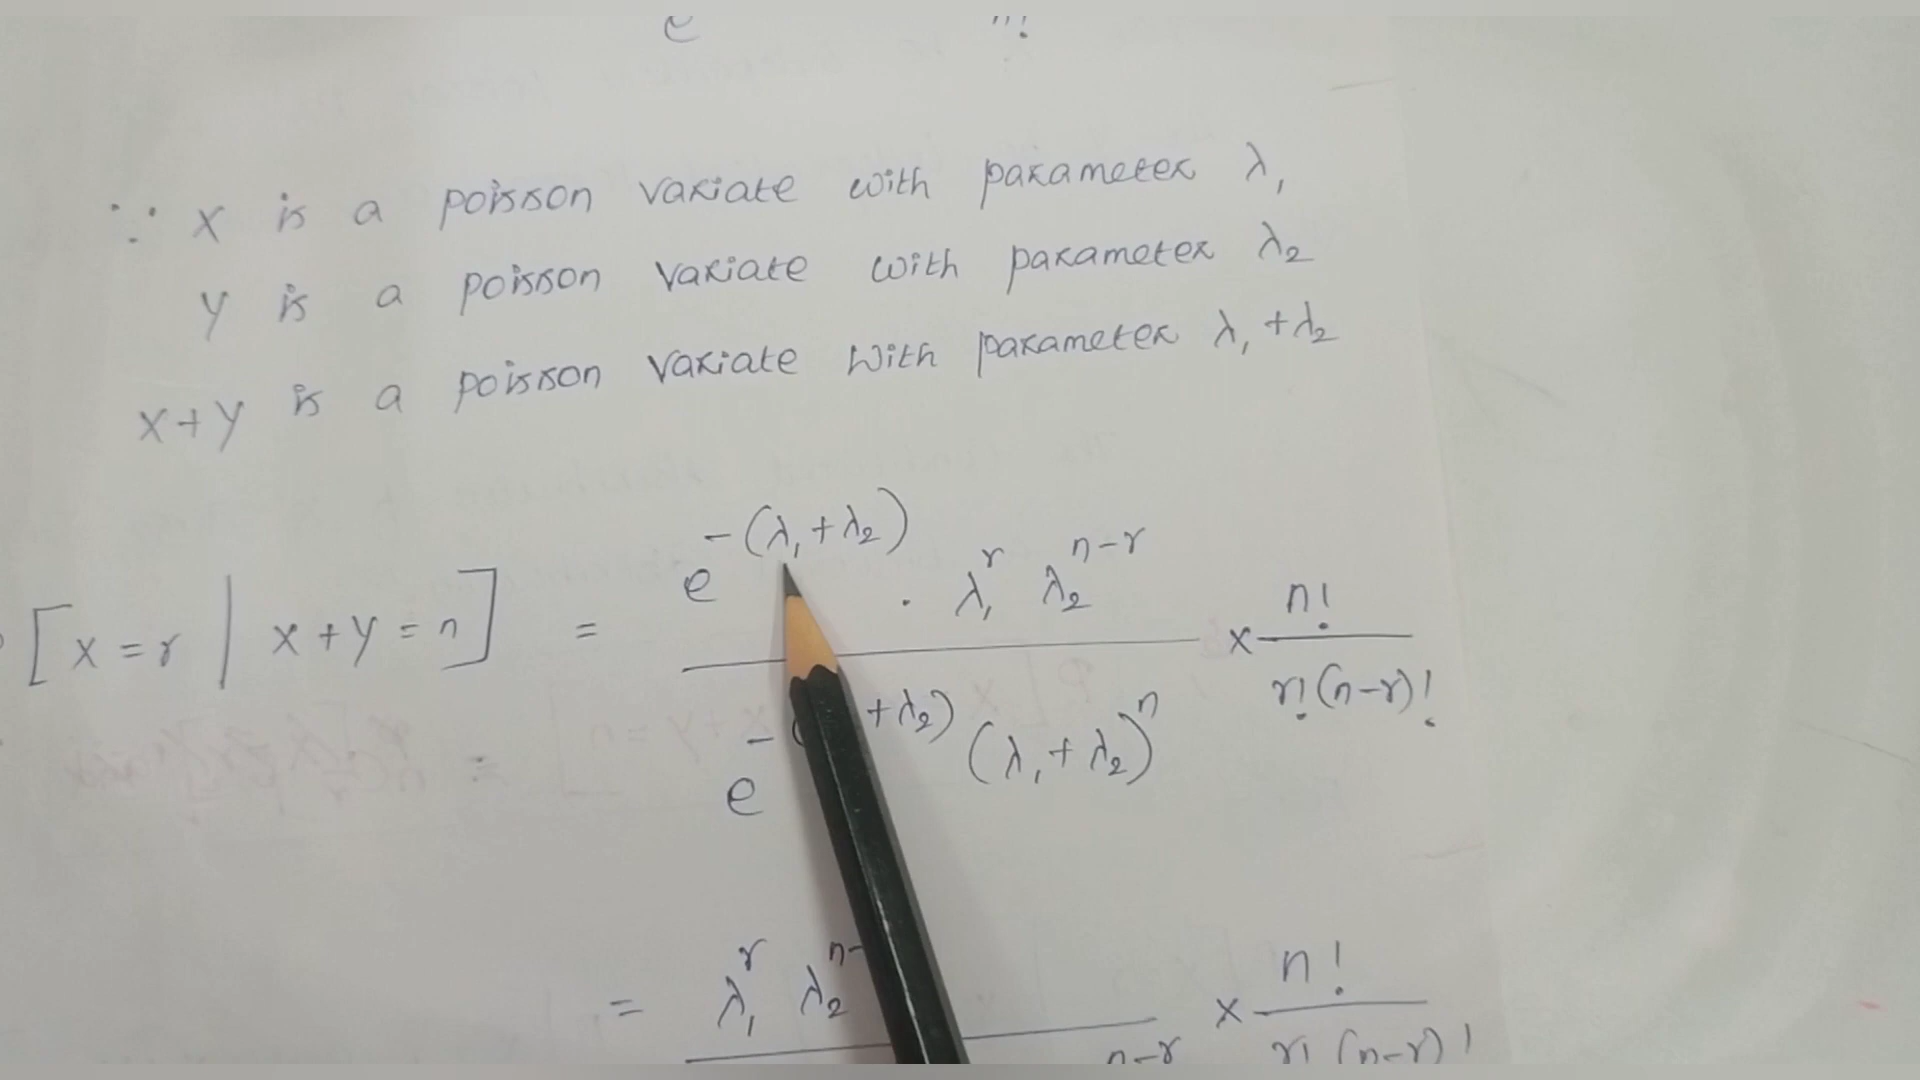 e n!
∵ X is a poisson variate with parameter λ₁
Y is a poisson variate with parameter λ₂
X+Y is a poisson variate with parameter λ₁+λ₂
[X=r | X+Y=n] = e^-(λ₁+λ₂) · λ₁^r λ₂^n-r × n!
e^-( +λ₂) (λ₁+λ₂)^n r!(n-r)!
= λ₁^r λ₂^n- × n!
n-r r!(n-r)!